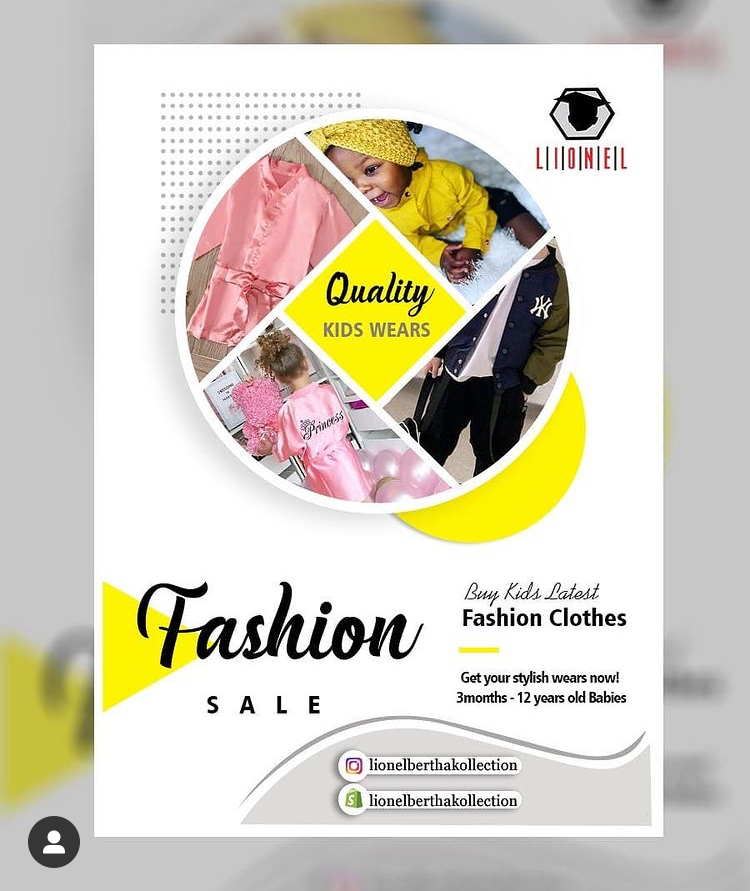 L|I|O|N|E|L
Quality
KIDS WEARS
Princess
Fashion
SALE
Buy Kids Latest
Fashion Clothes
Get your stylish wears now!
3months - 12 years old Babies
lionelberthakollection
lionelberthakollection